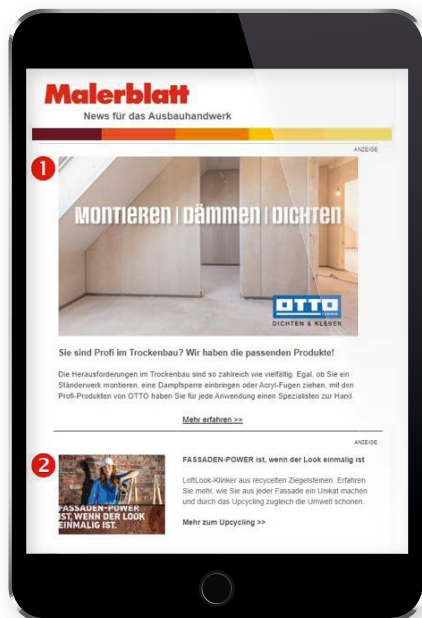 Malerblatt
News für das Ausbauhandwerk
ANZEIGE
1
MONTIEREN | DÄMMEN | DICHTEN
OTTO
DICHTEN & KLEBEN
Sie sind Profi im Trockenbau? Wir haben die passenden Produkte!
Die Herausforderungen im Trockenbau sind so zahlreich wie vielfältig. Egal, ob Sie ein
Ständerwerk montieren, eine Dampfsperre einbringen oder Acryl-Fugen ziehen, mit den
Profi-Produkten von OTTO haben Sie für jede Anwendung einen Spezialisten zur Hand.
Mehr erfahren >>
ANZEIGE
2
FASSADEN-POWER
IST, WENN DER LOOK
EINMALIG IST.
FASSADEN-POWER ist, wenn der Look einmalig ist
LoftLook-Klinker aus recycelten Ziegelsteinen. Erfahren
Sie mehr, wie Sie aus jeder Fassade ein Unikat machen
und durch das Upcycling zugleich die Umwelt schonen.
Mehr zum Upcycling >>